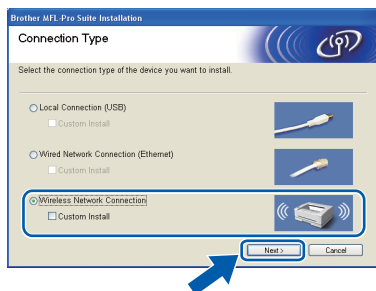 Brother MFL-Pro Suite Installation
Connection Type
Select the connection type of the device you want to install.
Local Connection (USB)
Custom Install
Wired Network Connection (Ethernet)
Custom Install
Wireless Network Connection
Custom Install
Next >
Cancel